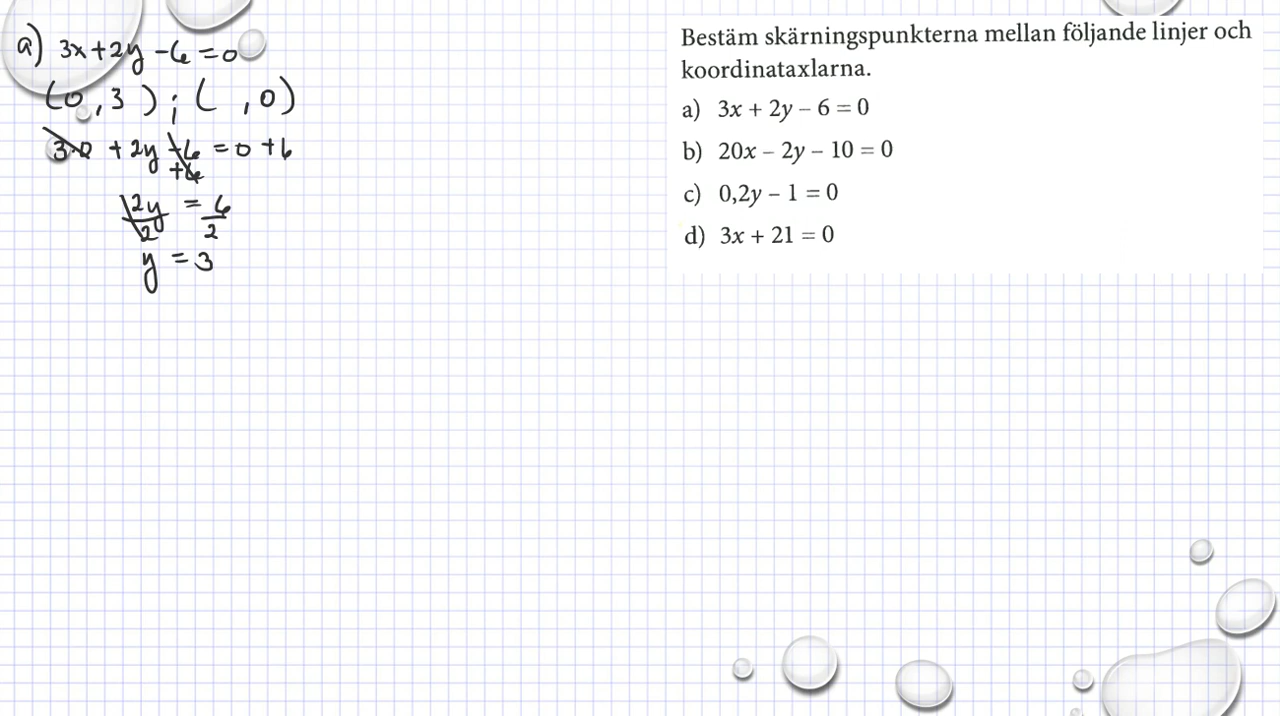 a) 3x+2y-6=0
(0,3);( ,0)
3·0 + 2y -6 = 0 +6
+6
2y = 6
2 2
y = 3
Bestäm skärningspunkterna mellan följande linjer och
koordinataxlarna.
a) 3x + 2y – 6 = 0
b) 20x – 2y – 10 = 0
c) 0,2y – 1 = 0
d) 3x + 21 = 0